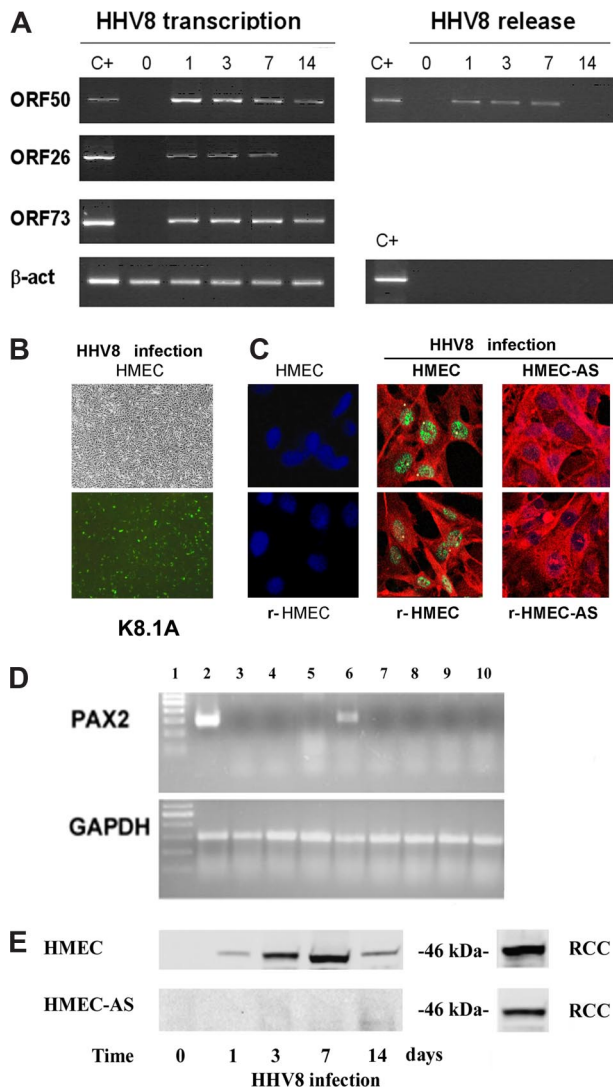 A
HHV8 transcription
HHV8 release
C+ 0 1 3 7 14
C+ 0 1 3 7 14
ORF50
ORF26
ORF73
C+
β-act
B
C
HHV8 infection
HMEC
K8.1A
HMEC
HHV8 infection
HMEC
HMEC-AS
r-HMEC
r-HMEC
r-HMEC-AS
D
1 2 3 4 5 6 7 8 9 10
PAX2
GAPDH
E
HMEC
-46 kDa-
RCC
HMEC-AS
-46 kDa-
RCC
Time 0 1 3 7 14 days
HHV8 infection